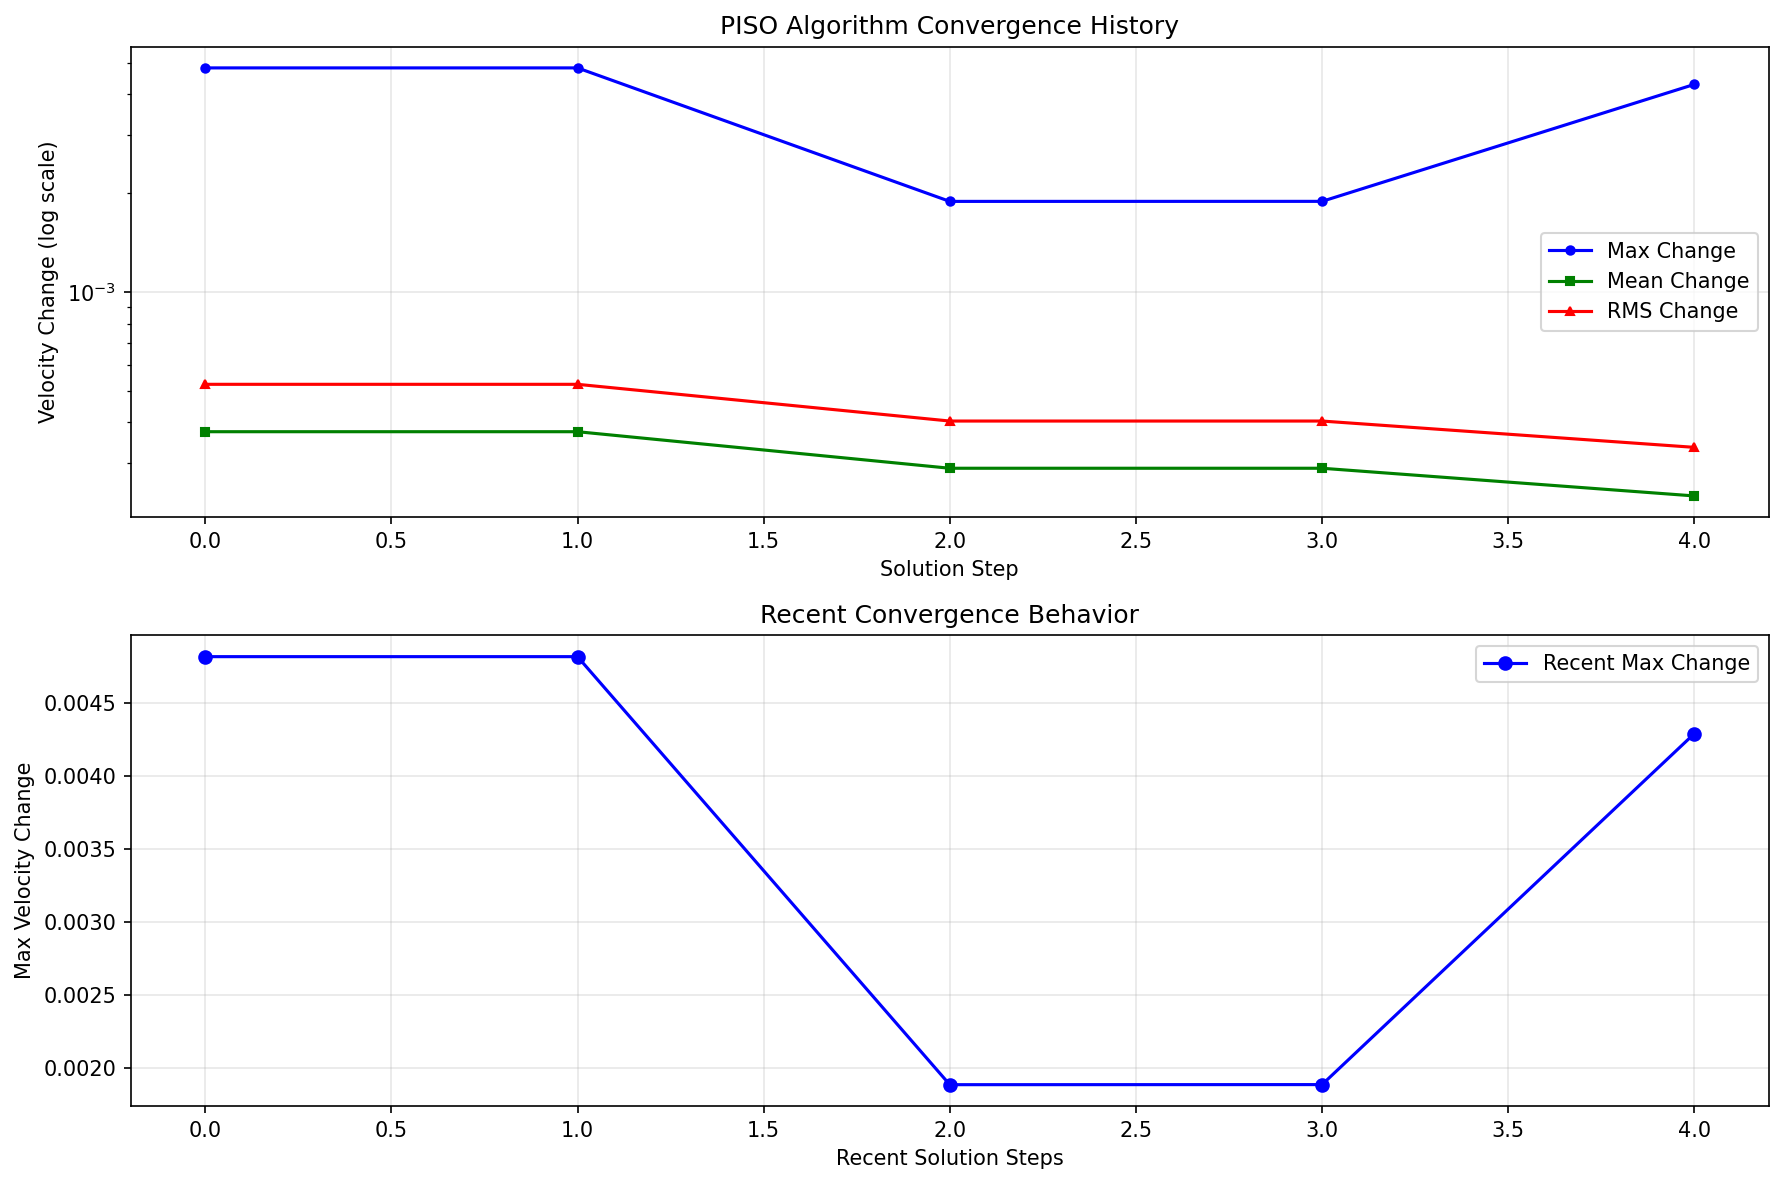 PISO Algorithm Convergence History
Velocity Change (log scale)
10⁻³
Max Change
Mean Change
RMS Change
0.0 0.5 1.0 1.5 2.0 2.5 3.0 3.5 4.0
Solution Step
Recent Convergence Behavior
Max Velocity Change
Recent Max Change
0.0045
0.0040
0.0035
0.0030
0.0025
0.0020
0.0 0.5 1.0 1.5 2.0 2.5 3.0 3.5 4.0
Recent Solution Steps